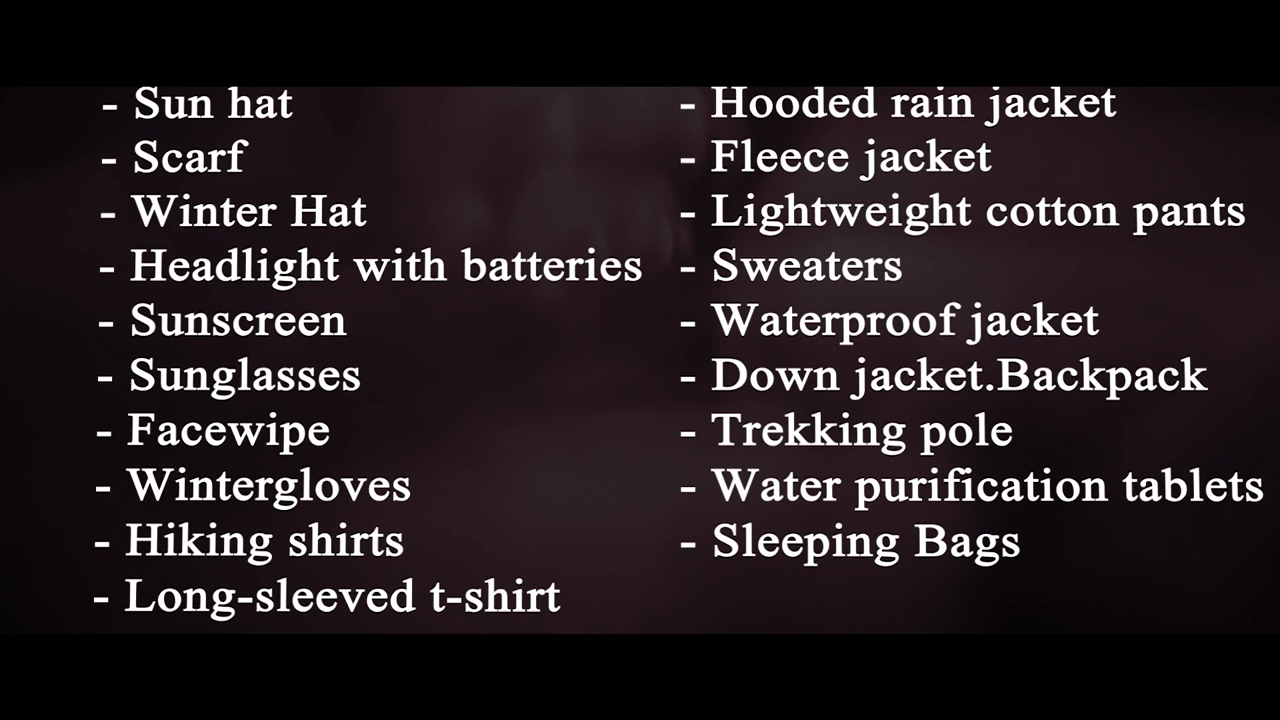 - Sun hat
- Scarf
- Winter Hat
- Headlight with batteries
- Sunscreen
- Sunglasses
- Facewipe
- Wintergloves
- Hiking shirts
- Long-sleeved t-shirt
- Hooded rain jacket
- Fleece jacket
- Lightweight cotton pants
- Sweaters
- Waterproof jacket
- Down jacket.Backpack
- Trekking pole
- Water purification tablets
- Sleeping Bags